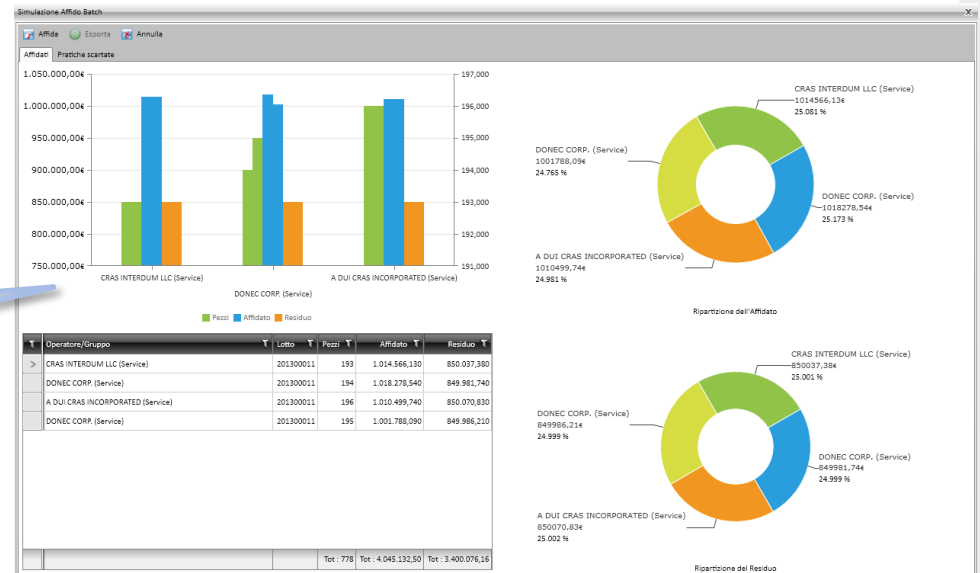 Simulazione Affido Batch
x
Affida Esporta Annulla
Affidati Pratiche scartate
1.050.000,00€
1.000.000,00€
950.000,00€
900.000,00€
850.000,00€
800.000,00€
750.000,00€
197,000
196,000
195,000
194,000
193,000
192,000
191,000
CRAS INTERDUM LLC (Service)
DONEC CORP. (Service)
A DUI CRAS INCORPORATED (Service)
Pezzi Affidato Residuo
CRAS INTERDUM LLC (Service)
1014566,13€
25.081 %
DONEC CORP. (Service)
1001788,09€
24.765 %
DONEC CORP. (Service)
1018278,54€
25.173 %
A DUI CRAS INCORPORATED (Service)
1010499,74€
24.981 %
Ripartizione dell'Affidato
Operatore/Gruppo Lotto Pezzi Affidato Residuo
> CRAS INTERDUM LLC (Service) 201300011 193 1.014.566,130 850.037,380
DONEC CORP. (Service) 201300011 194 1.018.278,540 849.981,740
A DUI CRAS INCORPORATED (Service) 201300011 196 1.010.499,740 850.070,830
DONEC CORP. (Service) 201300011 195 1.001.788,090 849.986,210
Tot : 778 Tot : 4.045.132,50 Tot : 3.400.076,16
CRAS INTERDUM LLC (Service)
850037,38€
25.001 %
DONEC CORP. (Service)
849986,21€
24.999 %
DONEC CORP. (Service)
849981,74€
24.999 %
A DUI CRAS INCORPORATED (Service)
850070,83€
25.002 %
Ripartizione del Residuo